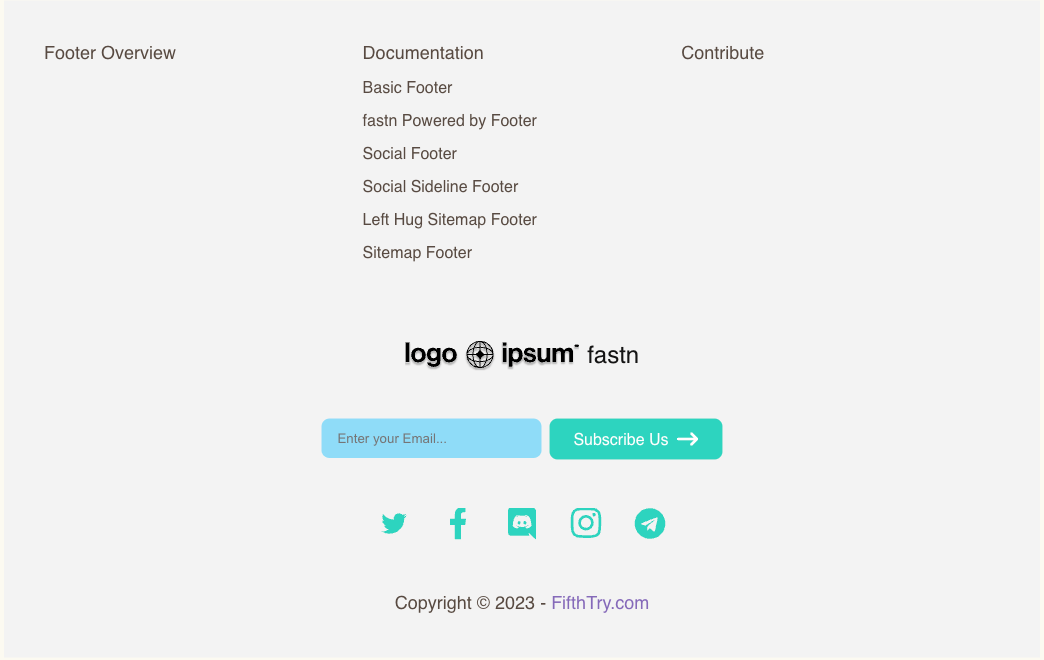 Footer Overview
Documentation
Basic Footer
fastn Powered by Footer
Social Footer
Social Sideline Footer
Left Hug Sitemap Footer
Sitemap Footer
Contribute
logo ipsum fastn
Enter your Email...
Subscribe Us
Copyright © 2023 - FifthTry.com